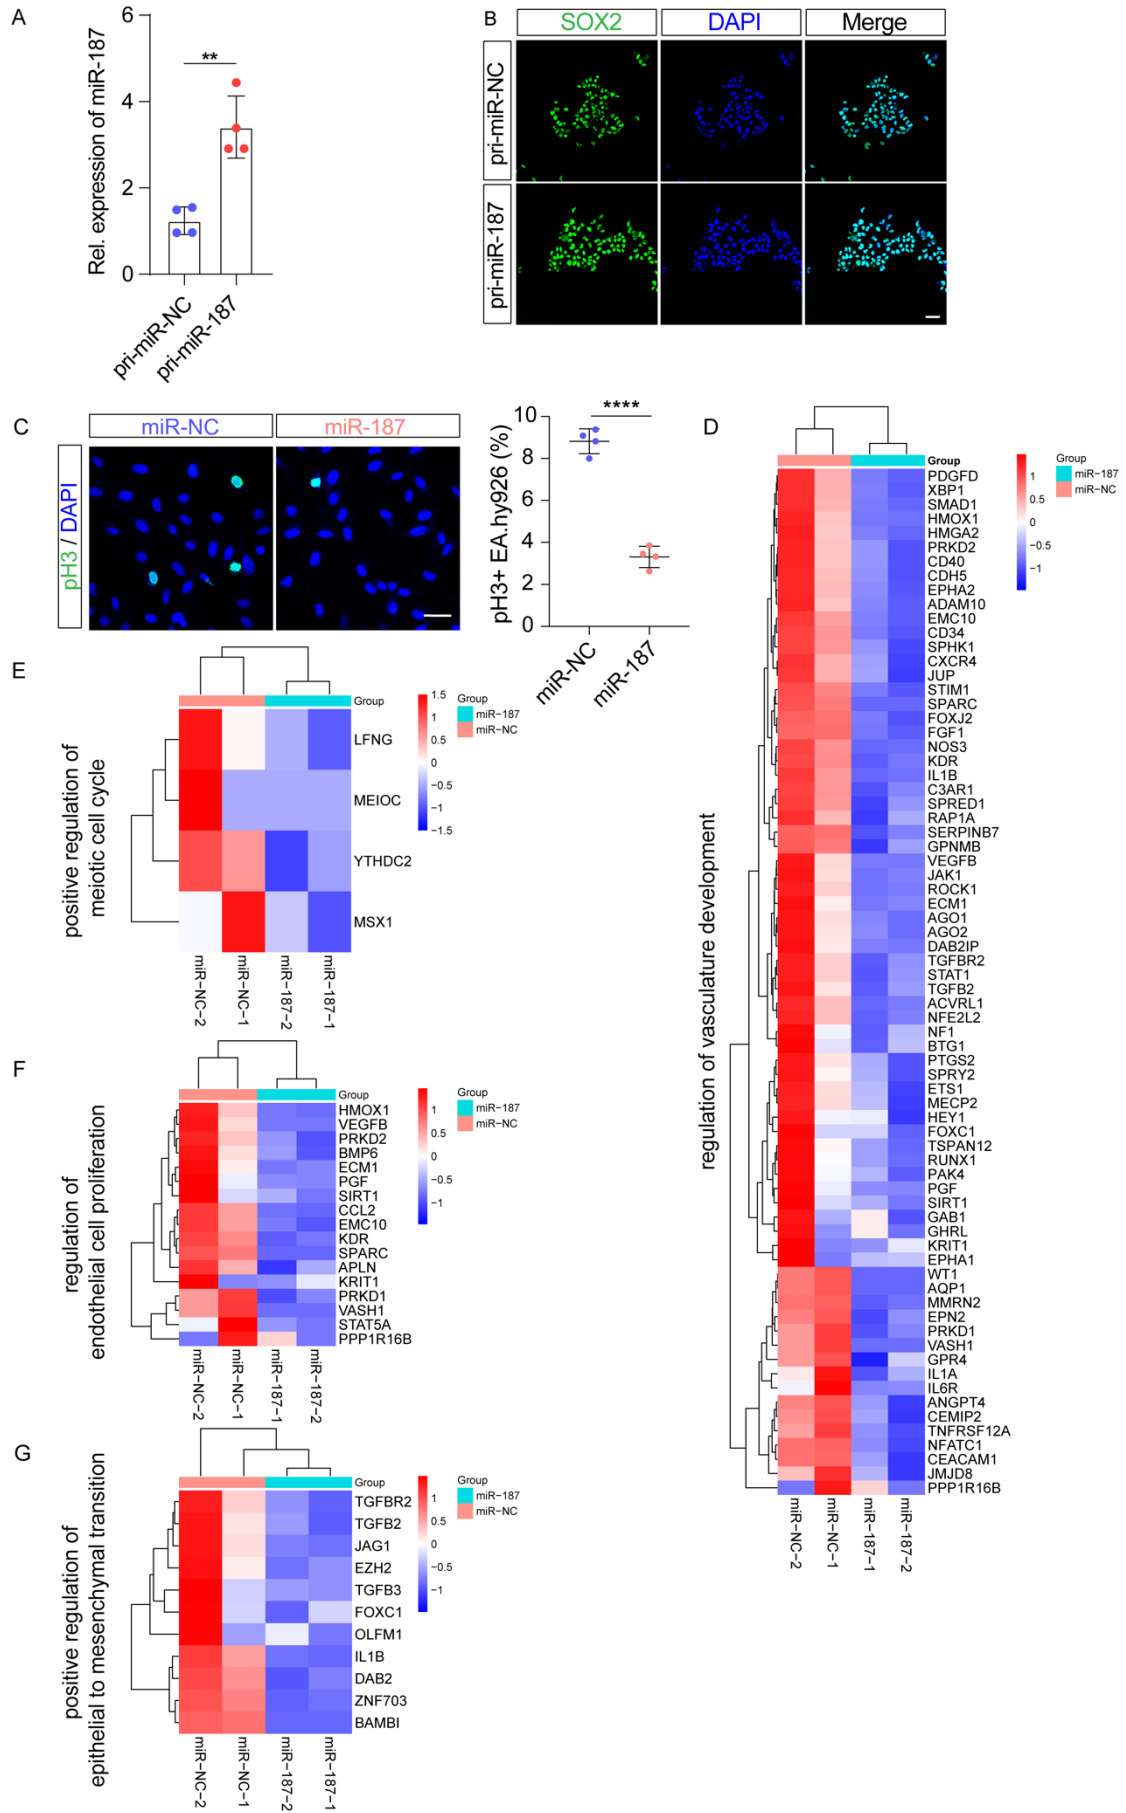 A
Rel. expression of miR-187
6
4
2
0
**
pri-miR-NC
pri-miR-187
B
SOX2
DAPI
Merge
pri-miR-NC
pri-miR-187
C
miR-NC
miR-187
pH3 / DAPI
pH3+ EA.hy926 (%)
10
8
6
4
2
0
****
miR-NC
miR-187
D
regulation of vasculature development
Group
PDGFD
XBP1
SMAD1
HMOX1
HMGA2
PRKD2
CD40
CDH5
EPHA2
ADAM10
EMC10
CD34
SPHK1
CXCR4
JUP
STIM1
SPARC
FOXJ2
FGF1
NOS3
KDR
IL1B
C3AR1
SPRED1
RAP1A
SERPINB7
GPNMB
VEGFB
JAK1
ROCK1
ECM1
AGO1
AGO2
DAB2IP
TGFBR2
STAT1
TGFB2
ACVRL1
NFE2L2
NF1
BTG1
PTGS2
SPRY2
ETS1
MECP2
HEY1
FOXC1
TSPAN12
RUNX1
PAK4
PGF
SIRT1
GAB1
GHRL
KRIT1
EPHA1
WT1
AQP1
MMRN2
EPN2
PRKD1
VASH1
GPR4
IL1A
IL6R
ANGPT4
CEMIP2
TNFRSF12A
NFATC1
CEACAM1
JMJD8
PPP1R16B
miR-NC-2
miR-NC-1
miR-187-1
miR-187-2
1
0.5
0
-0.5
-1
Group
miR-187
miR-NC
E
positive regulation of
meiotic cell cycle
Group
LFNG
MEIOC
YTHDC2
MSX1
miR-NC-2
miR-NC-1
miR-187-2
miR-187-1
1.5
1
0.5
0
-0.5
-1
-1.5
Group
miR-187
miR-NC
F
regulation of
endothelial cell proliferation
Group
HMOX1
VEGFB
PRKD2
BMP6
ECM1
PGF
SIRT1
CCL2
EMC10
KDR
SPARC
APLN
KRIT1
PRKD1
VASH1
STAT5A
PPP1R16B
miR-NC-2
miR-NC-1
miR-187-1
miR-187-2
1
0.5
0
-0.5
-1
Group
miR-187
miR-NC
G
positive regulation of
epithelial to mesenchymal transition
Group
TGFBR2
TGFB2
JAG1
EZH2
TGFB3
FOXC1
OLFM1
IL1B
DAB2
ZNF703
BAMBI
miR-NC-2
miR-NC-1
miR-187-2
miR-187-1
1
0.5
0
-0.5
-1
Group
miR-187
miR-NC